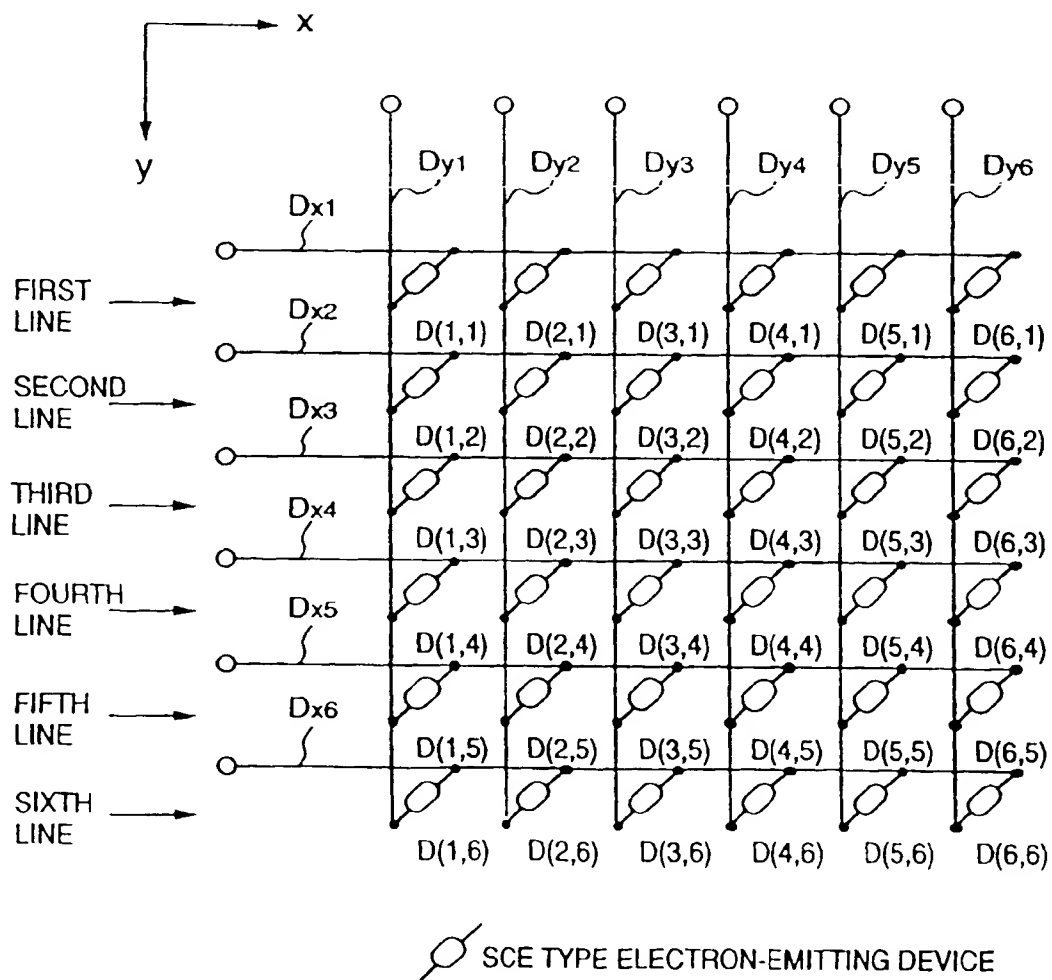 x
y
Dy1 Dy2 Dy3 Dy4 Dy5 Dy6
Dx1
FIRST
LINE
Dx2
D(1,1) D(2,1) D(3,1) D(4,1) D(5,1) D(6,1)
SECOND
LINE
Dx3
D(1,2) D(2,2) D(3,2) D(4,2) D(5,2) D(6,2)
THIRD
LINE
Dx4
D(1,3) D(2,3) D(3,3) D(4,3) D(5,3) D(6,3)
FOURTH
LINE
Dx5
D(1,4) D(2,4) D(3,4) D(4,4) D(5,4) D(6,4)
FIFTH
LINE
Dx6
D(1,5) D(2,5) D(3,5) D(4,5) D(5,5) D(6,5)
SIXTH
LINE
D(1,6) D(2,6) D(3,6) D(4,6) D(5,6) D(6,6)
SCE TYPE ELECTRON-EMITTING DEVICE